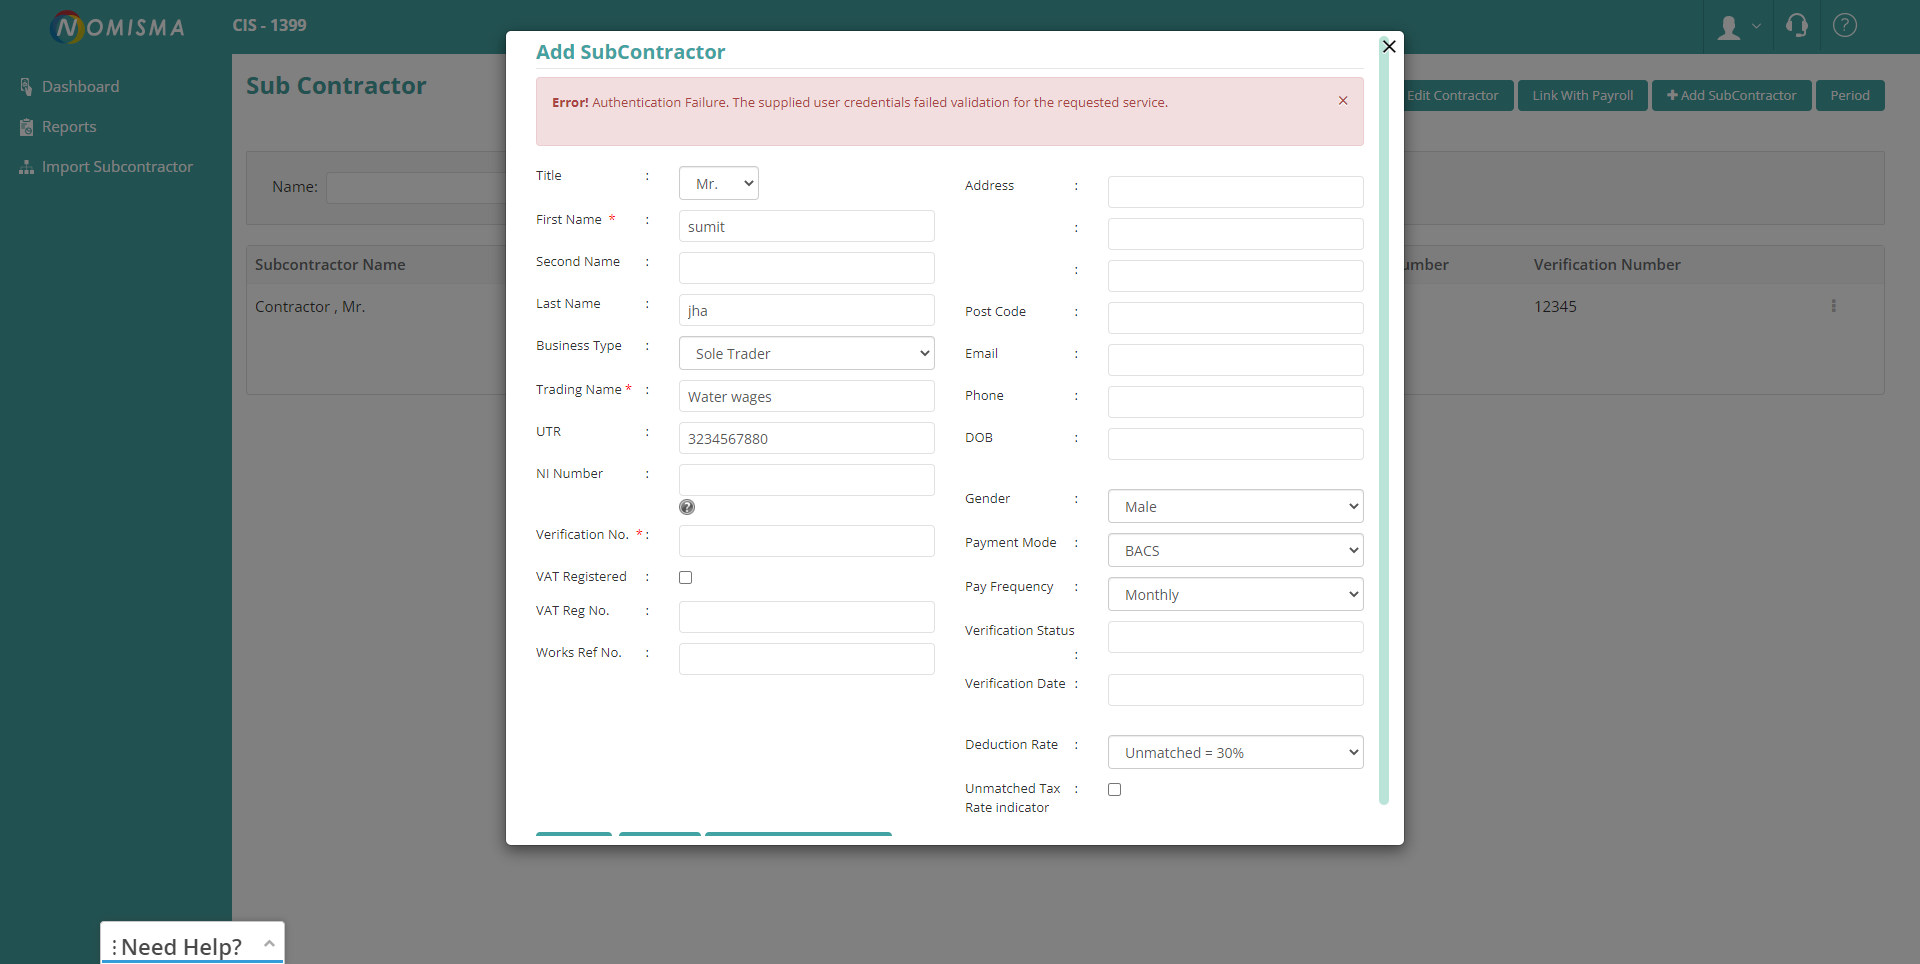 NOMISMA
CIS - 1399
Dashboard
Reports
Import Subcontractor
Sub Contractor
Edit Contractor
Link With Payroll
Add SubContractor
Period
Name:
Subcontractor Name
Verification Number
Contractor , Mr.
12345
Add SubContractor
Error! Authentication Failure. The supplied user credentials failed validation for the requested service.
Title : Mr.
First Name * : sumit
Second Name :
Last Name : jha
Business Type : Sole Trader
Trading Name * : Water wages
UTR : 3234567880
NI Number :
Verification No. * :
VAT Registered :
VAT Reg No. :
Works Ref No. :
Address :
:
:
Post Code :
Email :
Phone :
DOB :
Gender : Male
Payment Mode : BACS
Pay Frequency : Monthly
Verification Status
:
Verification Date :
Deduction Rate : Unmatched = 30%
Unmatched Tax :
Rate indicator
Need Help?